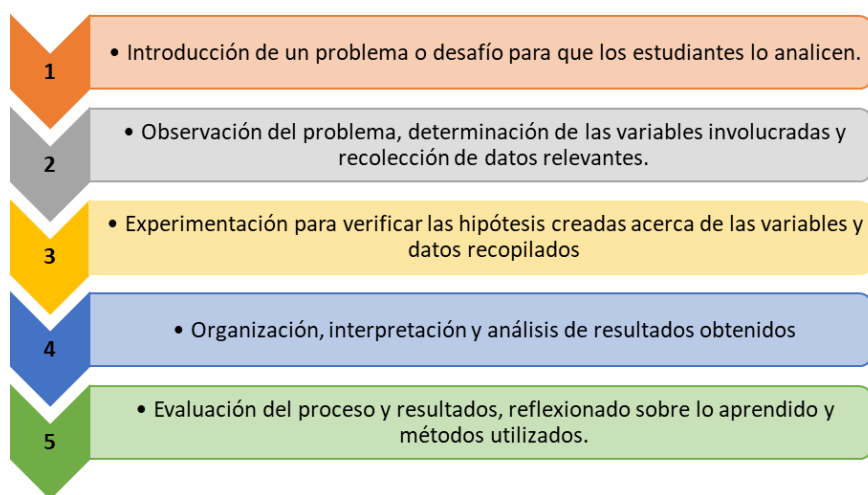 1
• Introducción de un problema o desafío para que los estudiantes lo analicen.
2
• Observación del problema, determinación de las variables involucradas y
recolección de datos relevantes.
3
• Experimentación para verificar las hipótesis creadas acerca de las variables y
datos recopilados
4
• Organización, interpretación y análisis de resultados obtenidos
5
• Evaluación del proceso y resultados, reflexionado sobre lo aprendido y
métodos utilizados.